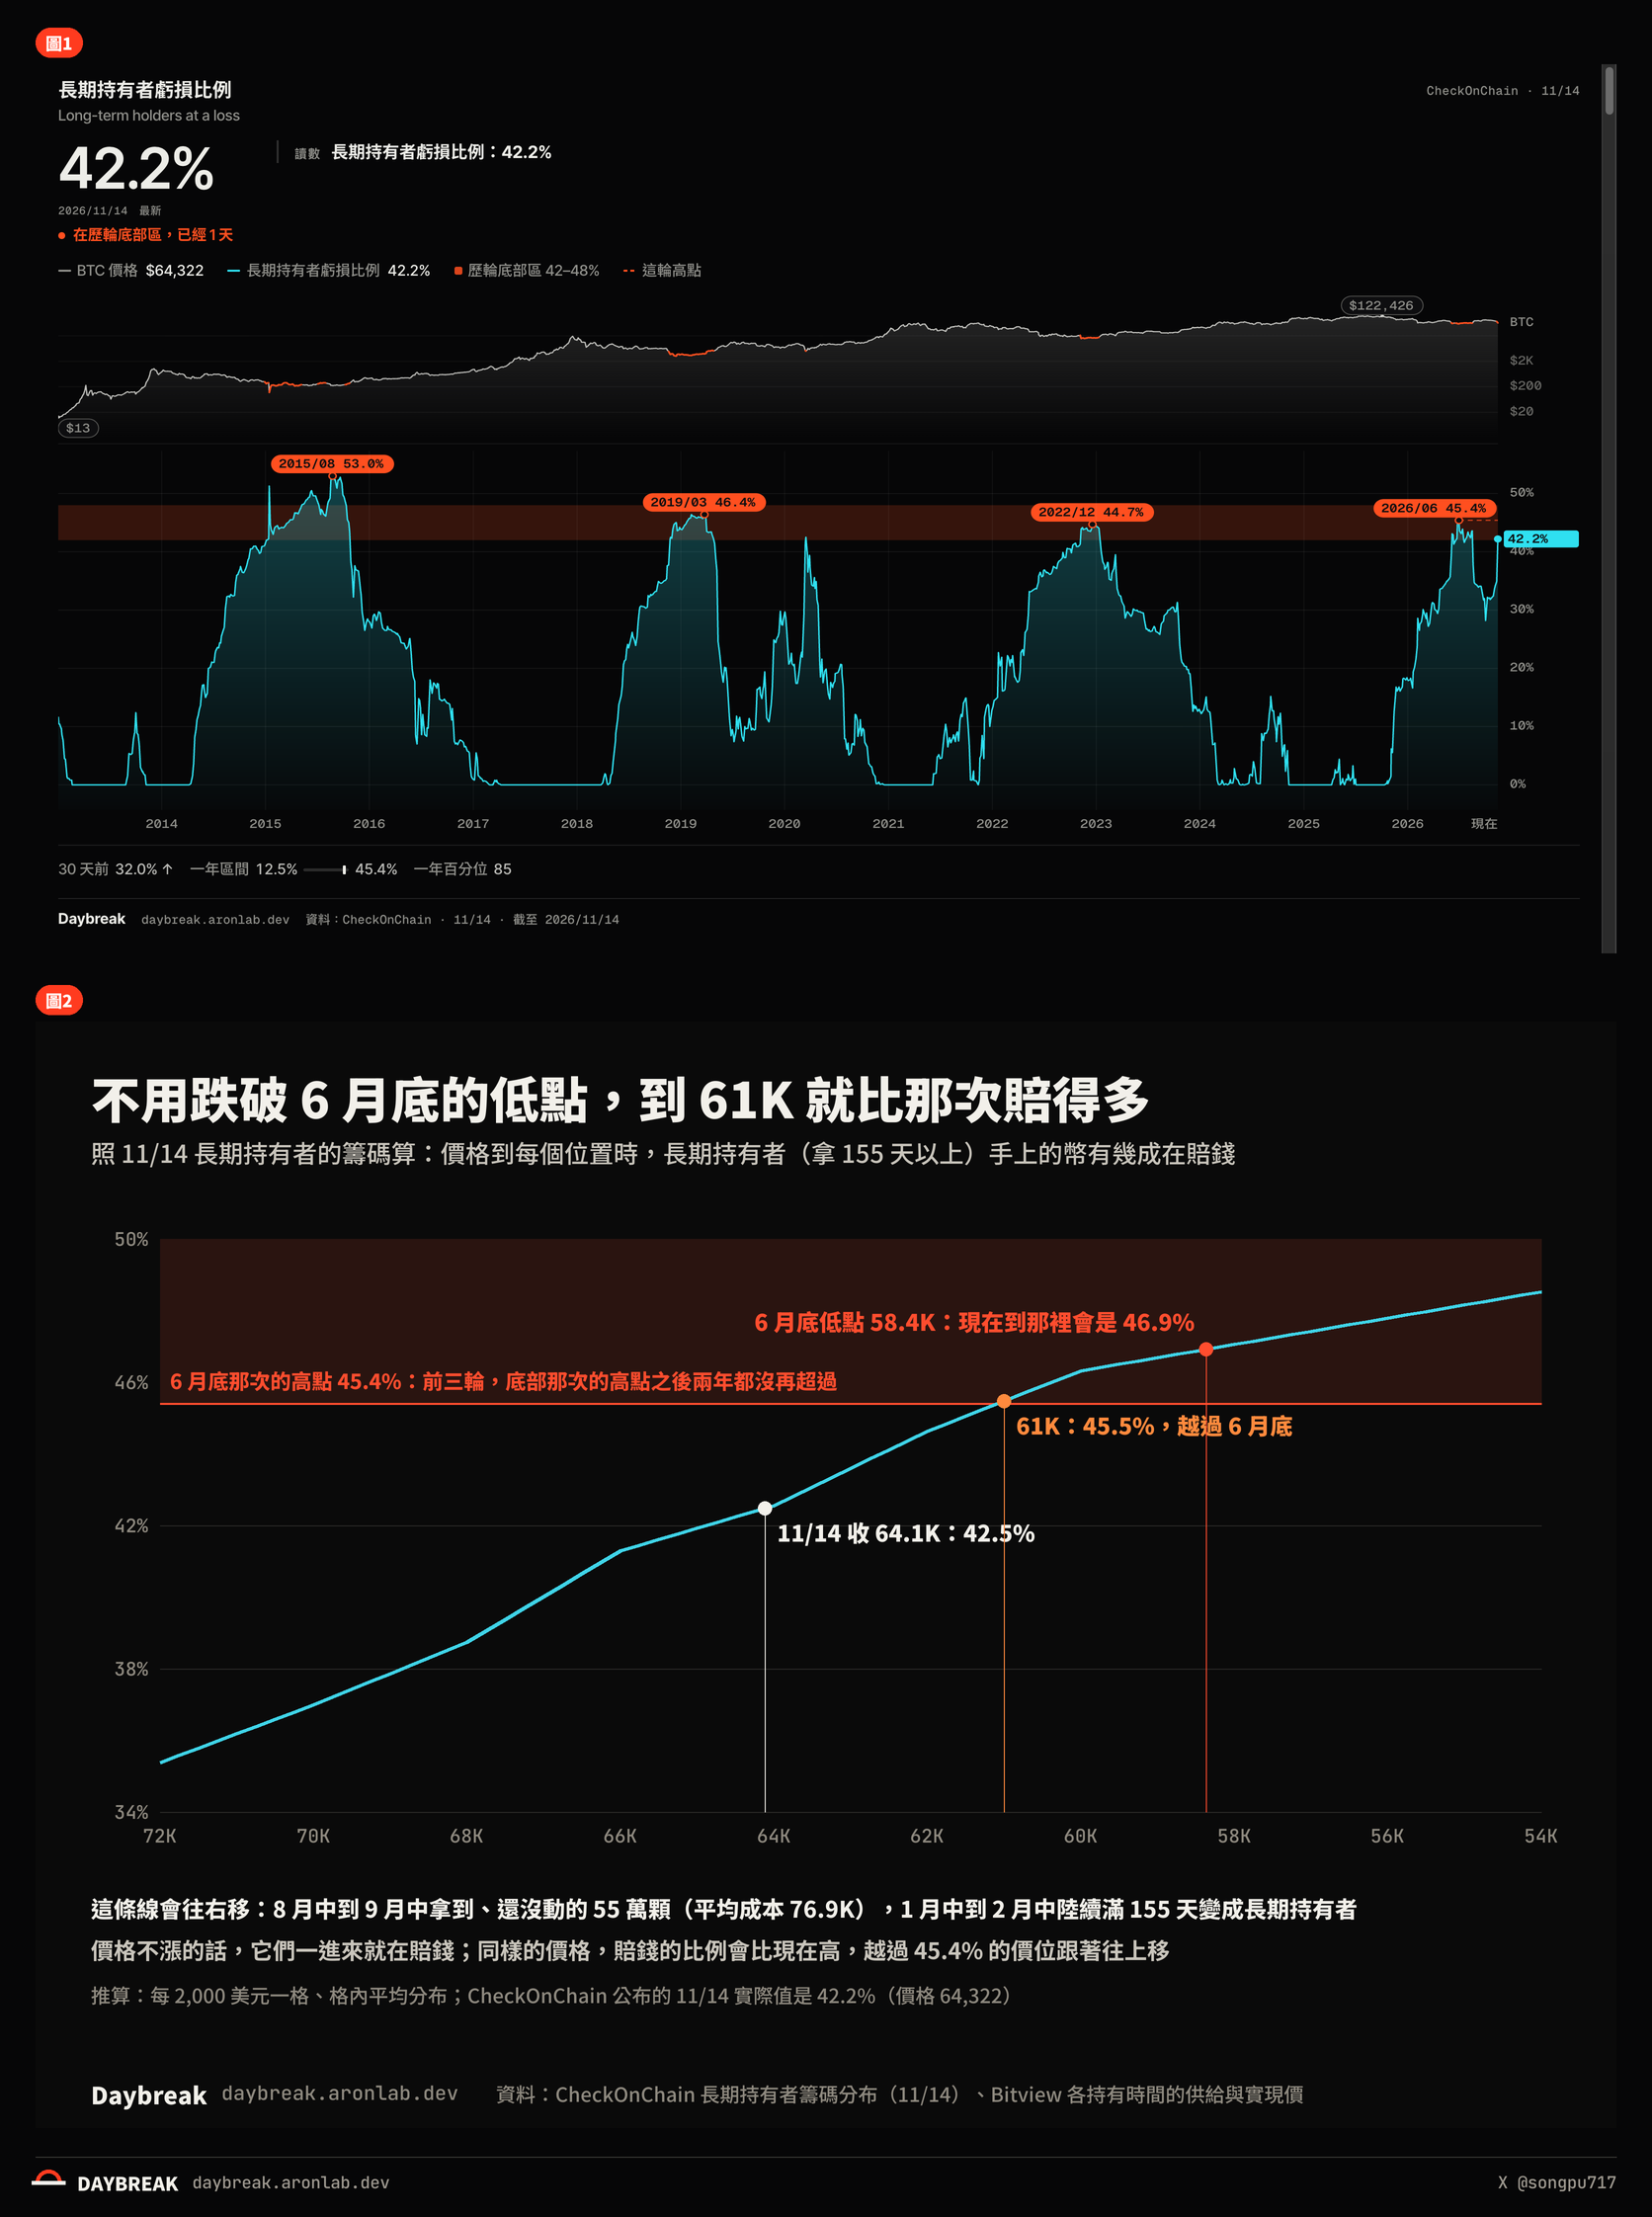 圖1
長期持有者虧損比例
CheckOnChain · 11/14
Long-term holders at a loss
42.2%
讀數 長期持有者虧損比例：42.2%
2026/11/14 最新
在歷輪底部區，已經1天
BTC 價格 $64,322 長期持有者虧損比例 42.2% 歷輪底部區 42–48% 這輪高點
$122,426
BTC
$2K
$200
$20
$13
2015/08 53.0%
2019/03 46.4%
2022/12 44.7%
2026/06 45.4%
50%
42.2%
40%
30%
20%
10%
0%
2014 2015 2016 2017 2018 2019 2020 2021 2022 2023 2024 2025 2026 現在
30 天前 32.0% ↑ 一年區間 12.5% 45.4% 一年百分位 85
Daybreak daybreak.aronlab.dev 資料：CheckOnChain · 11/14 · 截至 2026/11/14
圖2
不用跌破 6 月底的低點，到 61K 就比那次賠得多
照 11/14 長期持有者的籌碼算：價格到每個位置時，長期持有者（拿 155 天以上）手上的幣有幾成在賠錢
50%
6 月底低點 58.4K：現在到那裡會是 46.9%
46%
6 月底那次的高點 45.4%：前三輪，底部那次的高點之後兩年都沒再超過
61K：45.5%，越過 6 月底
42%
11/14 收 64.1K：42.5%
38%
34%
72K 70K 68K 66K 64K 62K 60K 58K 56K 54K
這條線會往右移：8 月中到 9 月中拿到、還沒動的 55 萬顆（平均成本 76.9K），1 月中到 2 月中陸續滿 155 天變成長期持有者
價格不漲的話，它們一進來就在賠錢；同樣的價格，賠錢的比例會比現在高，越過 45.4% 的價位跟著往上移
推算：每 2,000 美元一格、格內平均分布；CheckOnChain 公布的 11/14 實際值是 42.2%（價格 64,322）
Daybreak daybreak.aronlab.dev 資料：CheckOnChain 長期持有者籌碼分布（11/14）、Bitview 各持有時間的供給與實現價
DAYBREAK daybreak.aronlab.dev
X @songpu717